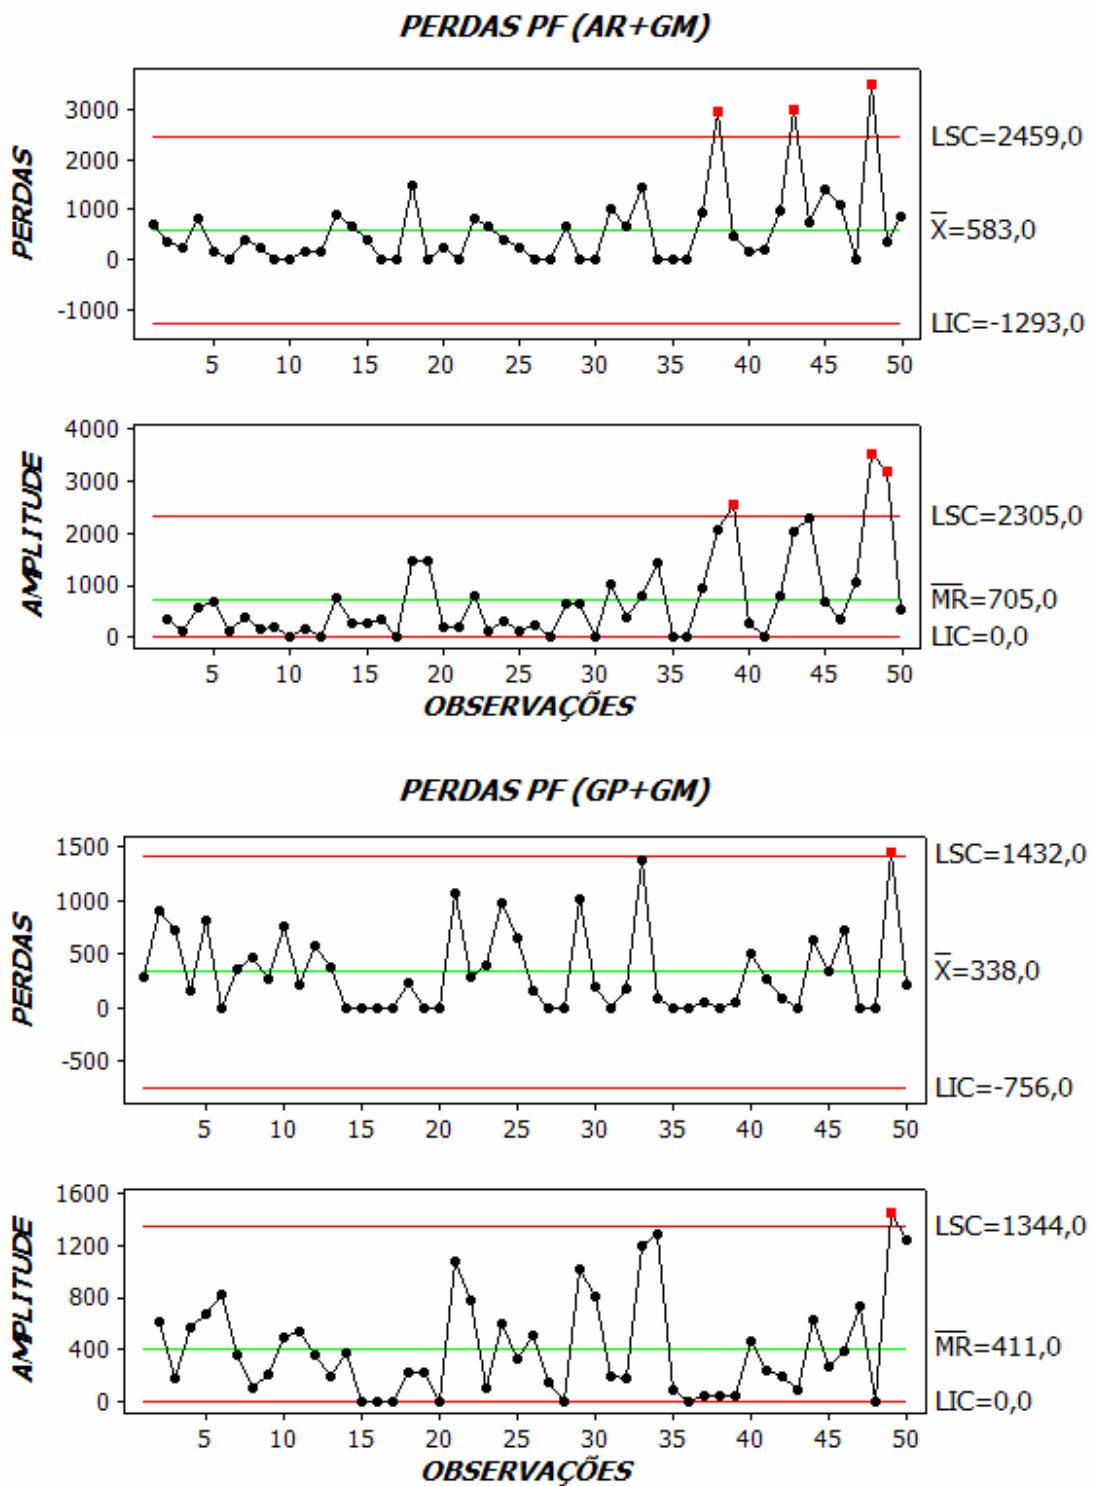 PERDAS PF (AR+GM)
PERDAS
3000
2000
1000
0
-1000
LSC=2459,0
X=583,0
LIC=-1293,0
5 10 15 20 25 30 35 40 45 50
AMPLITUDE
4000
3000
2000
1000
0
LSC=2305,0
MR=705,0
LIC=0,0
5 10 15 20 25 30 35 40 45 50
OBSERVAÇÕES
PERDAS PF (GP+GM)
PERDAS
1500
1000
500
0
-500
LSC=1432,0
X=338,0
LIC=-756,0
5 10 15 20 25 30 35 40 45 50
AMPLITUDE
1600
1200
800
400
0
LSC=1344,0
MR=411,0
LIC=0,0
5 10 15 20 25 30 35 40 45 50
OBSERVAÇÕES